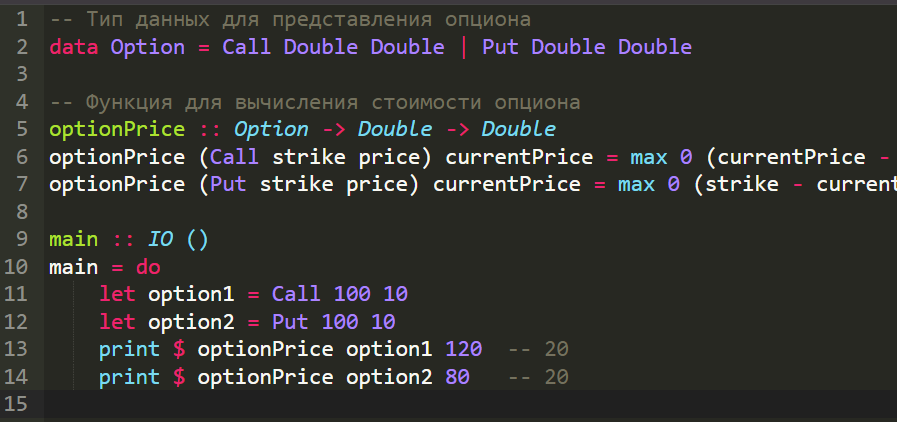 1 -- Тип данных для представления опциона
2 data Option = Call Double Double | Put Double Double
3
4 -- Функция для вычисления стоимости опциона
5 optionPrice :: Option -> Double -> Double
6 optionPrice (Call strike price) currentPrice = max 0 (currentPrice -
7 optionPrice (Put strike price) currentPrice = max 0 (strike - current
8
9 main :: IO ()
10 main = do
11 let option1 = Call 100 10
12 let option2 = Put 100 10
13 print $ optionPrice option1 120 -- 20
14 print $ optionPrice option2 80 -- 20
15